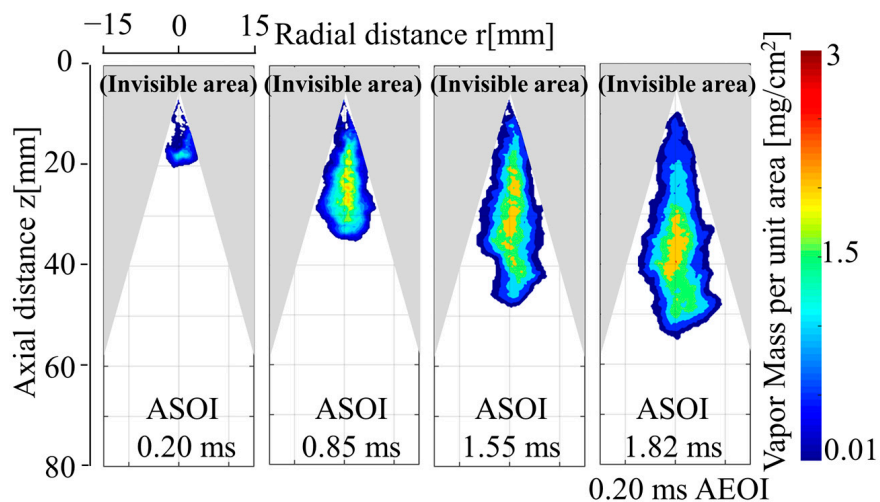 −15 0 15 Radial distance r[mm]
0
20
40
60
80
Axial distance z[mm]
(Invisible area) (Invisible area) (Invisible area) (Invisible area)
ASOI ASOI ASOI ASOI
0.20 ms 0.85 ms 1.55 ms 1.82 ms
0.20 ms AEOI
Vapor Mass per unit area [mg/cm²]
3
1.5
0.01